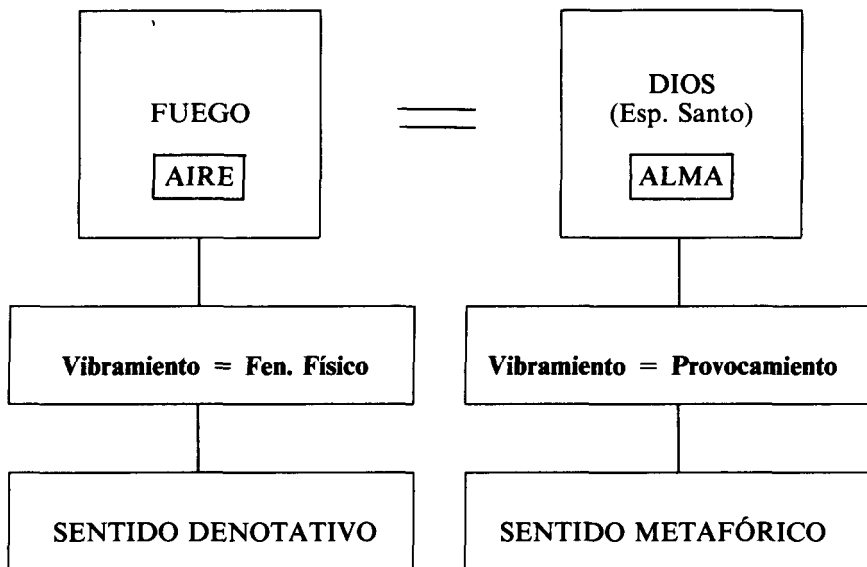 FUEGO
AIRE
DIOS
(Esp. Santo)
ALMA
Vibramiento = Fen. Físico
Vibramiento = Provocamiento
SENTIDO DENOTATIVO
SENTIDO METAFÓRICO